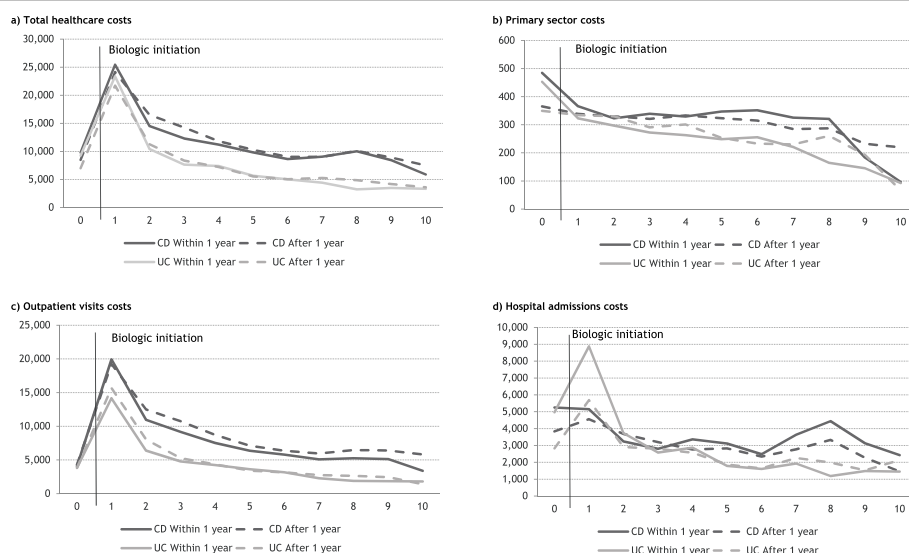 a) Total healthcare costs
30,000
25,000
20,000
15,000
10,000
5,000
0
Biologic initiation
0 1 2 3 4 5 6 7 8 9 10
CD Within 1 year CD After 1 year
UC Within 1 year UC After 1 year
b) Primary sector costs
600
500
400
300
200
100
0
Biologic initiation
0 1 2 3 4 5 6 7 8 9 10
CD Within 1 year CD After 1 year
UC Within 1 year UC After 1 year
c) Outpatient visits costs
25,000
20,000
15,000
10,000
5,000
0
Biologic initiation
0 1 2 3 4 5 6 7 8 9 10
CD Within 1 year CD After 1 year
UC Within 1 year UC After 1 year
d) Hospital admissions costs
10,000
9,000
8,000
7,000
6,000
5,000
4,000
3,000
2,000
1,000
0
Biologic initiation
0 1 2 3 4 5 6 7 8 9 10
CD Within 1 year CD After 1 year
UC Within 1 year UC After 1 year